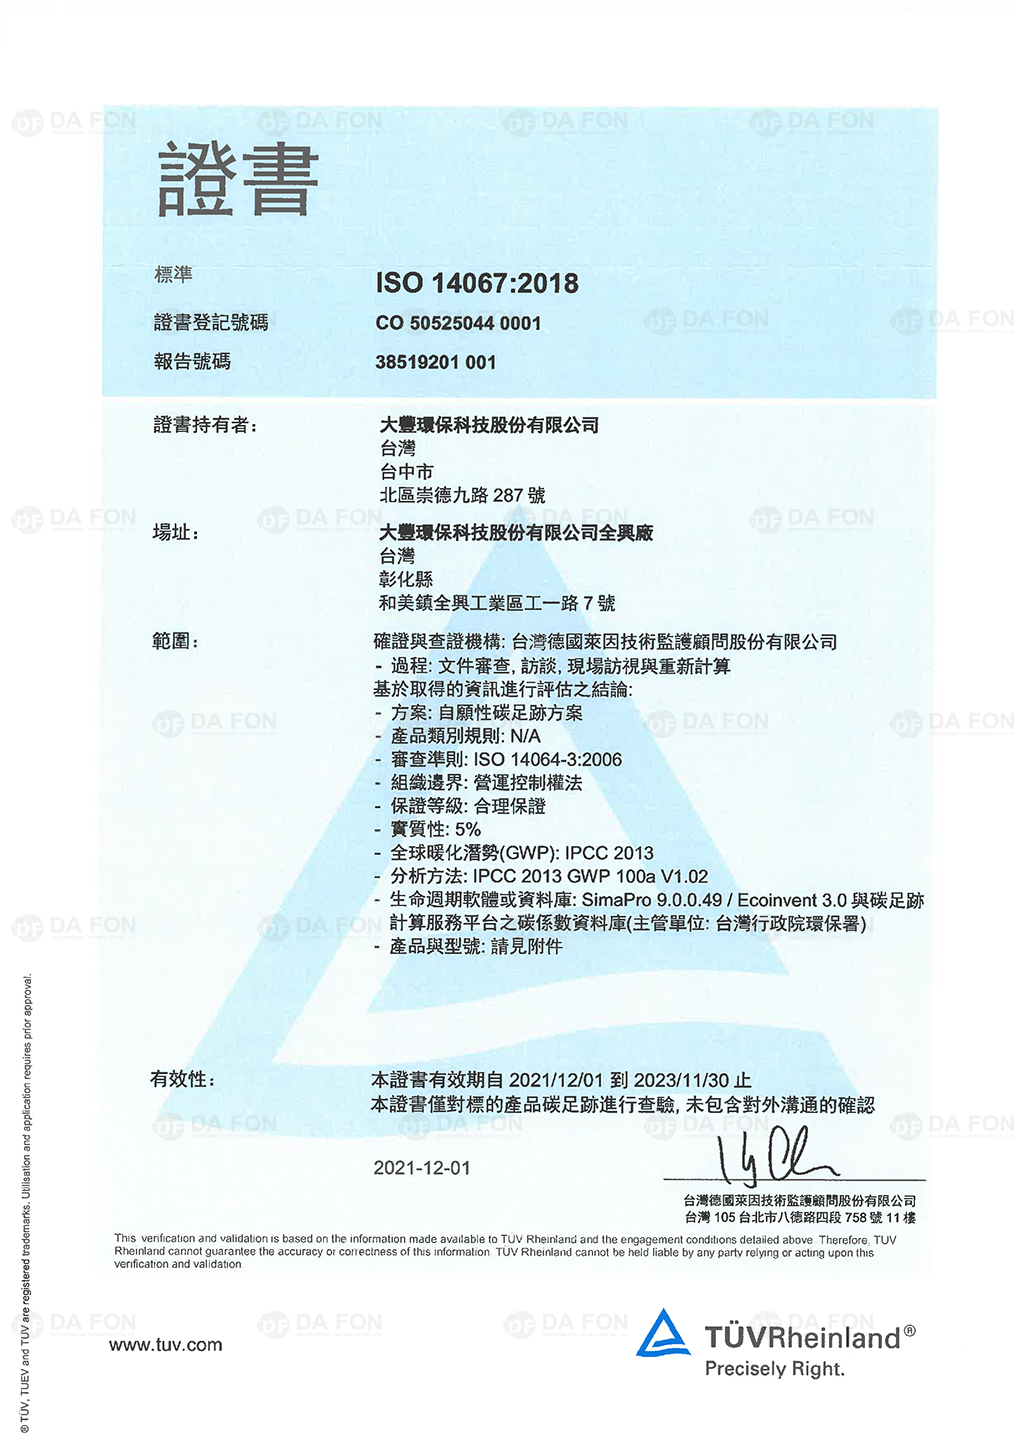 證書
標準 ISO 14067:2018
證書登記號碼 CO 50525044 0001
報告號碼 38519201 001
證書持有者: 大豐環保科技股份有限公司
台灣
台中市
北區崇德九路 287 號
場址: 大豐環保科技股份有限公司全興廠
台灣
彰化縣
和美鎮全興工業區工一路 7 號
範圍: 確證與查證機構: 台灣德國萊因技術監護顧問股份有限公司
- 過程: 文件審查, 訪談, 現場訪視與重新計算
基於取得的資訊進行評估之結論:
- 方案: 自願性碳足跡方案
- 產品類別規則: N/A
- 審查準則: ISO 14064-3:2006
- 組織邊界: 營運控制權法
- 保證等級: 合理保證
- 實質性: 5%
- 全球暖化潛勢(GWP): IPCC 2013
- 分析方法: IPCC 2013 GWP 100a V1.02
- 生命週期軟體或資料庫: SimaPro 9.0.0.49 / Ecoinvent 3.0 與碳足跡
計算服務平台之碳係數資料庫(主管單位: 台灣行政院環保署)
- 產品與型號: 請見附件
有效性: 本證書有效期自 2021/12/01 到 2023/11/30 止
本證書僅對標的產品碳足跡進行查驗, 未包含對外溝通的確認
2021-12-01
台灣德國萊因技術監護顧問股份有限公司
台灣 105 台北市八德路四段 758 號 11 樓
This verification and validation is based on the information made available to TÜV Rheinland and the engagement conditions detailed above. Therefore, TÜV
Rheinland cannot guarantee the accuracy or correctness of this information. TÜV Rheinland cannot be held liable by any party relying or acting upon this
verification and validation.
www.tuv.com
TÜVRheinland®
Precisely Right.
® TÜV, TUEV and TUV are registered trademarks. Utilisation and application requires prior approval.
DF DA FON